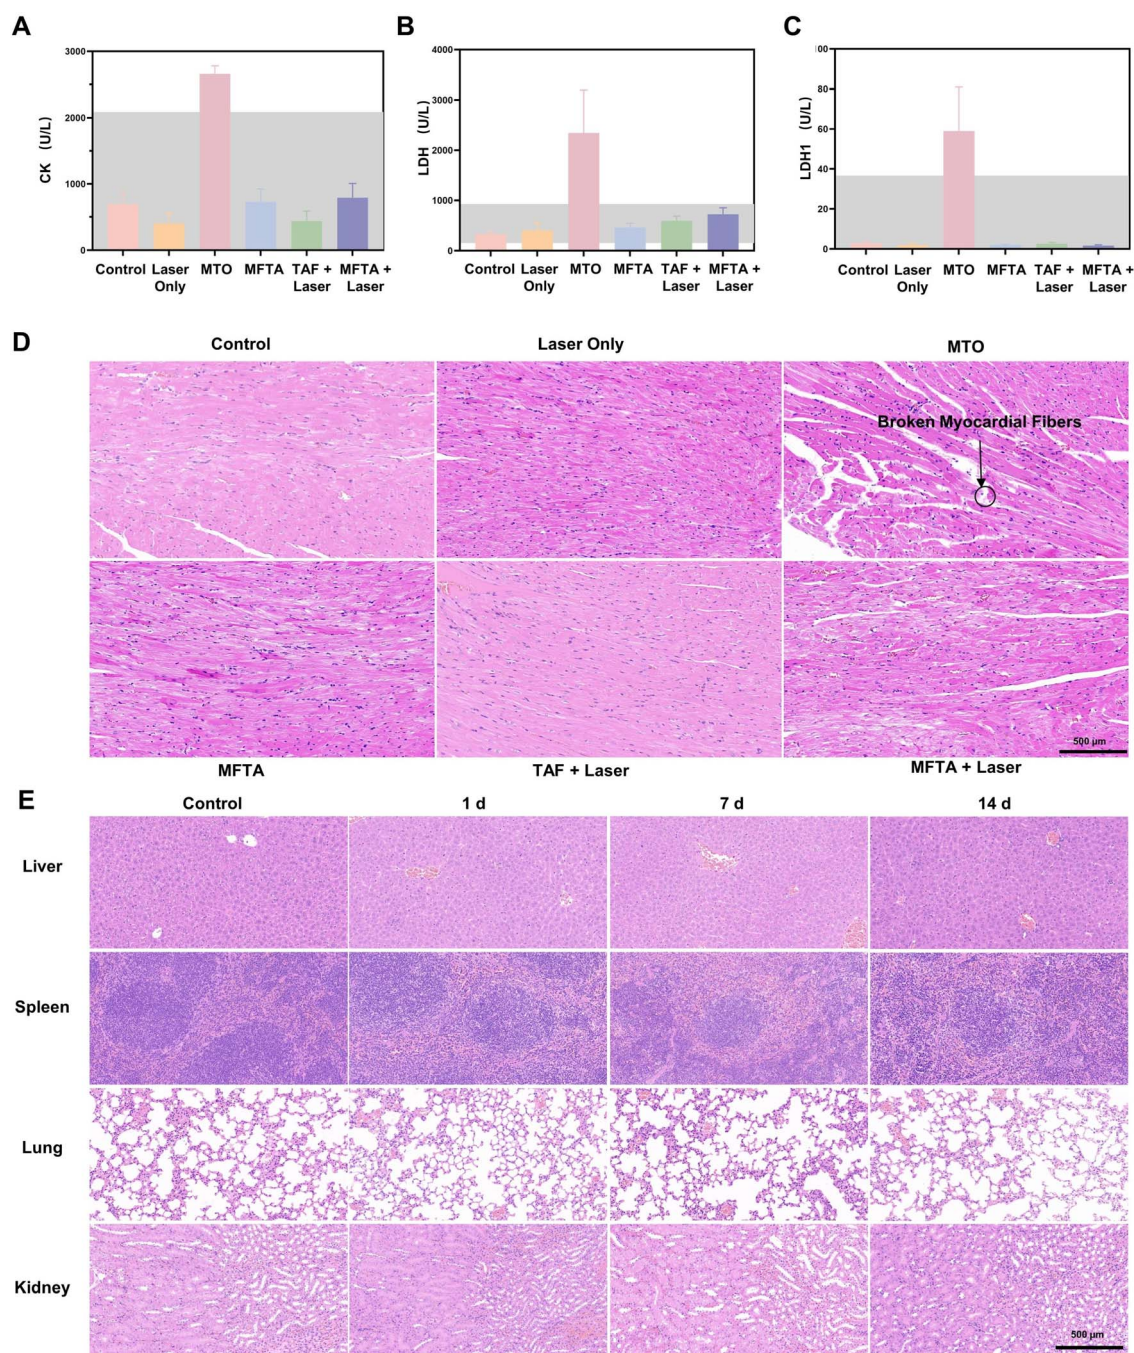 A
B
C
3000
2000
1000
0
CK (U/L)
Control
Laser
Only
MTO
MFTA
TAF +
Laser
MFTA +
Laser
4000
3000
2000
1000
0
LDH (U/L)
Control
Laser
Only
MTO
MFTA
TAF +
Laser
MFTA +
Laser
00
80
60
40
20
0
LDH1 (U/L)
Control
Laser
Only
MTO
MFTA
TAF +
Laser
MFTA +
Laser
D
Control
Laser Only
MTO
Broken Myocardial Fibers
500 µm
MFTA
TAF + Laser
MFTA + Laser
E
Control
1 d
7 d
14 d
Liver
Spleen
Lung
Kidney
500 µm